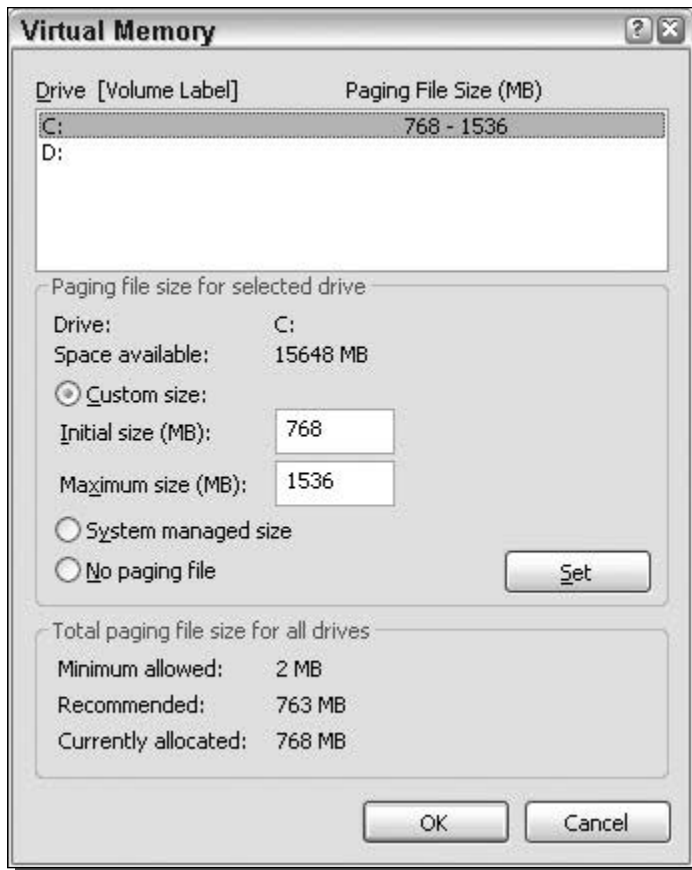 Virtual Memory
Drive [Volume Label] Paging File Size (MB)
C: 768 - 1536
D:
Paging file size for selected drive
Drive: C:
Space available: 15648 MB
Custom size:
Initial size (MB): 768
Maximum size (MB): 1536
System managed size
No paging file Set
Total paging file size for all drives
Minimum allowed: 2 MB
Recommended: 763 MB
Currently allocated: 768 MB
OK Cancel